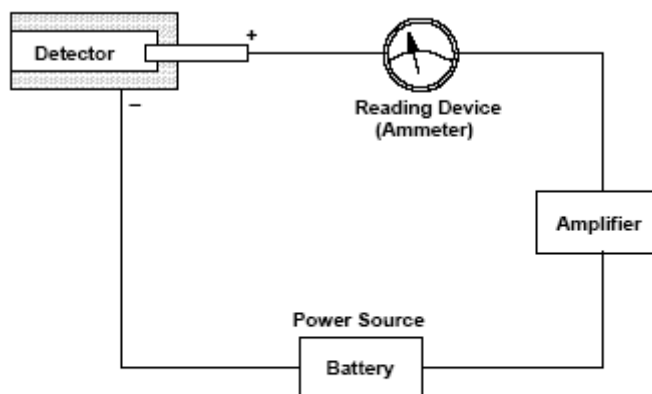 Detector
+
–
Reading Device
(Ammeter)
Amplifier
Power Source
Battery